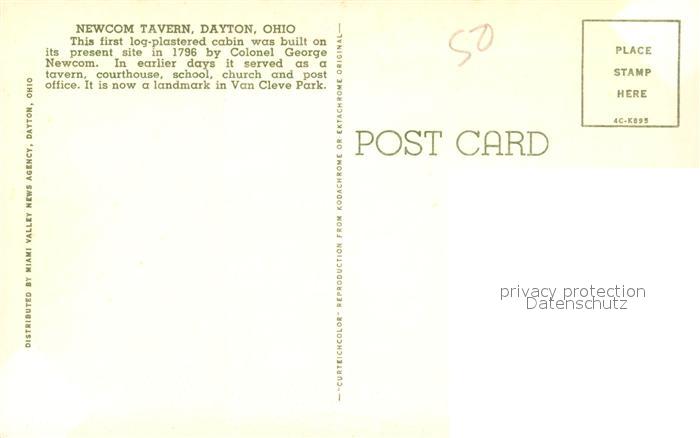 NEWCOM TAVERN, DAYTON, OHIO
This first log-plastered cabin was built on
its present site in 1796 by Colonel George
Newcom. In earlier days it served as a
tavern, courthouse, school, church and post
office. It is now a landmark in Van Cleve Park.
DISTRIBUTED BY MIAMI VALLEY NEWS AGENCY, DAYTON, OHIO
"CURTEICHCOLOR" REPRODUCTION FROM KODACHROME OR EKTACHROME ORIGINAL
50
POST CARD
PLACE
STAMP
HERE
4C-K895
privacy protection
Datenschutz